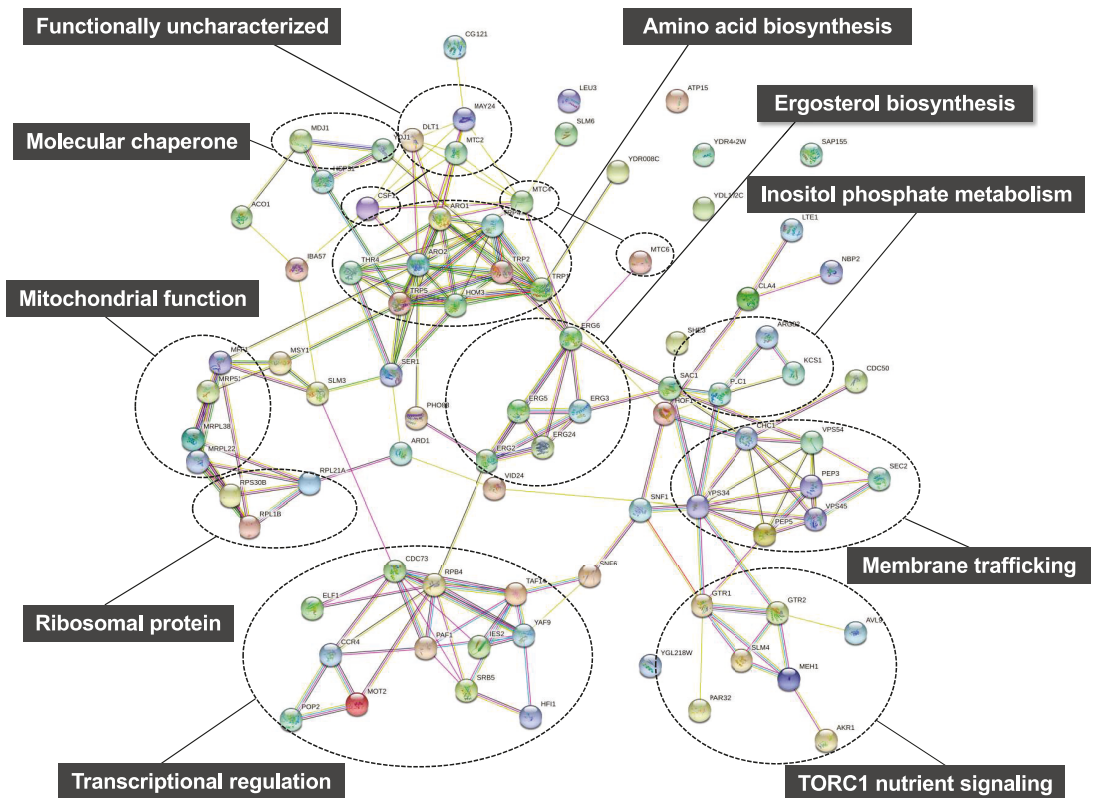 Functionally uncharacterized
Amino acid biosynthesis
CG121
LEU3
ATP15
Ergosterol biosynthesis
MAY24
SLM6
Molecular chaperone
MDJ1
DLT1
MTC2
YDR008C
SAP155
Inositol phosphate metabolism
CSF1
MTC4
ACO1
ARO1
LTE1
IBA57
THR4
ARO2
TRP2
MTC6
NBP2
CLA4
Mitochondrial function
TRP5
HOM3
ERG6
MSY1
SER1
SLM3
SAC1
KCS1
CDC50
MRP51
ERG5
ERG3
MRPL38
ERG24
CHC1
VPS54
MRPL22
ARD1
ERG2
PEP3
SEC2
RPL21A
VID24
RPS30B
SNF1
VPS45
RPL1B
PEP5
Membrane trafficking
CDC73
RPB4
Ribosomal protein
ELF1
GTR1
GTR2
YAF9
AVL9
CCR4
PAF1
IES2
YGL218W
SLM4
MEH1
SRB5
MOT2
POP2
HFI1
PAR32
AKR1
Transcriptional regulation
TORC1 nutrient signaling